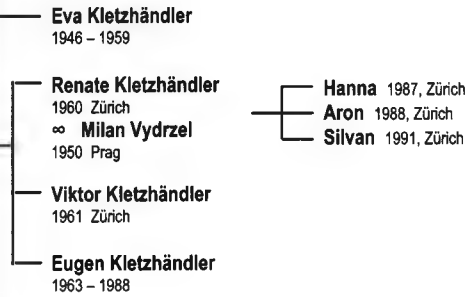 Eva Kletzhändler
1946 – 1959
Renate Kletzhändler
1960 Zürich
∞ Milan Vydrzel
1950 Prag
Hanna 1987, Zürich
Aron 1988, Zürich
Silvan 1991, Zürich
Viktor Kletzhändler
1961 Zürich
Eugen Kletzhändler
1963 – 1988